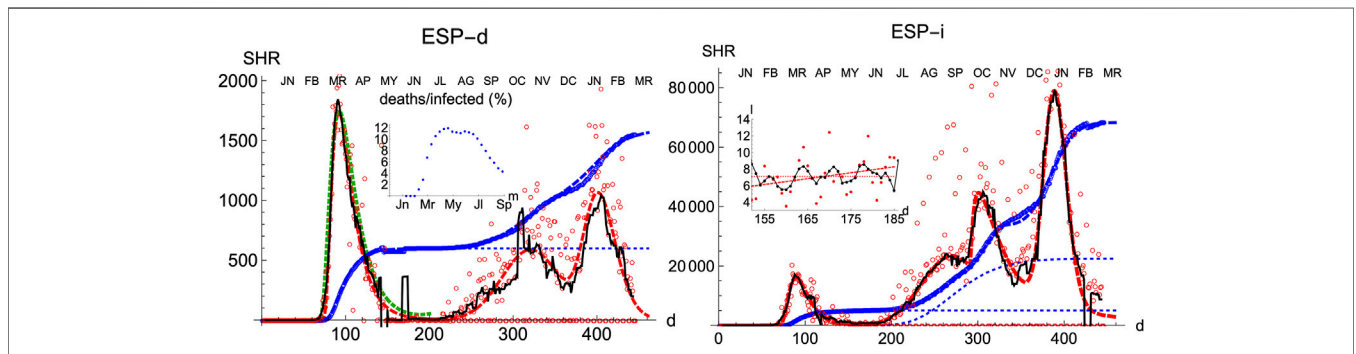 ESP-d
SHR
JN FB MR AP MY JN JL AG SP OC NV DC JN FB MR
2000
1500
1000
500
0
100 200 300 400
d
deaths/infected (%)
12
10
8
6
4
2
Jn Mr My Jl Sp
m
ESP-i
SHR
JN FB MR AP MY JN JL AG SP OC NV DC JN FB MR
80 000
60 000
40 000
20 000
0
0 100 200 300 400
d
I
14
12
10
8
6
4
155 165 175 185
d